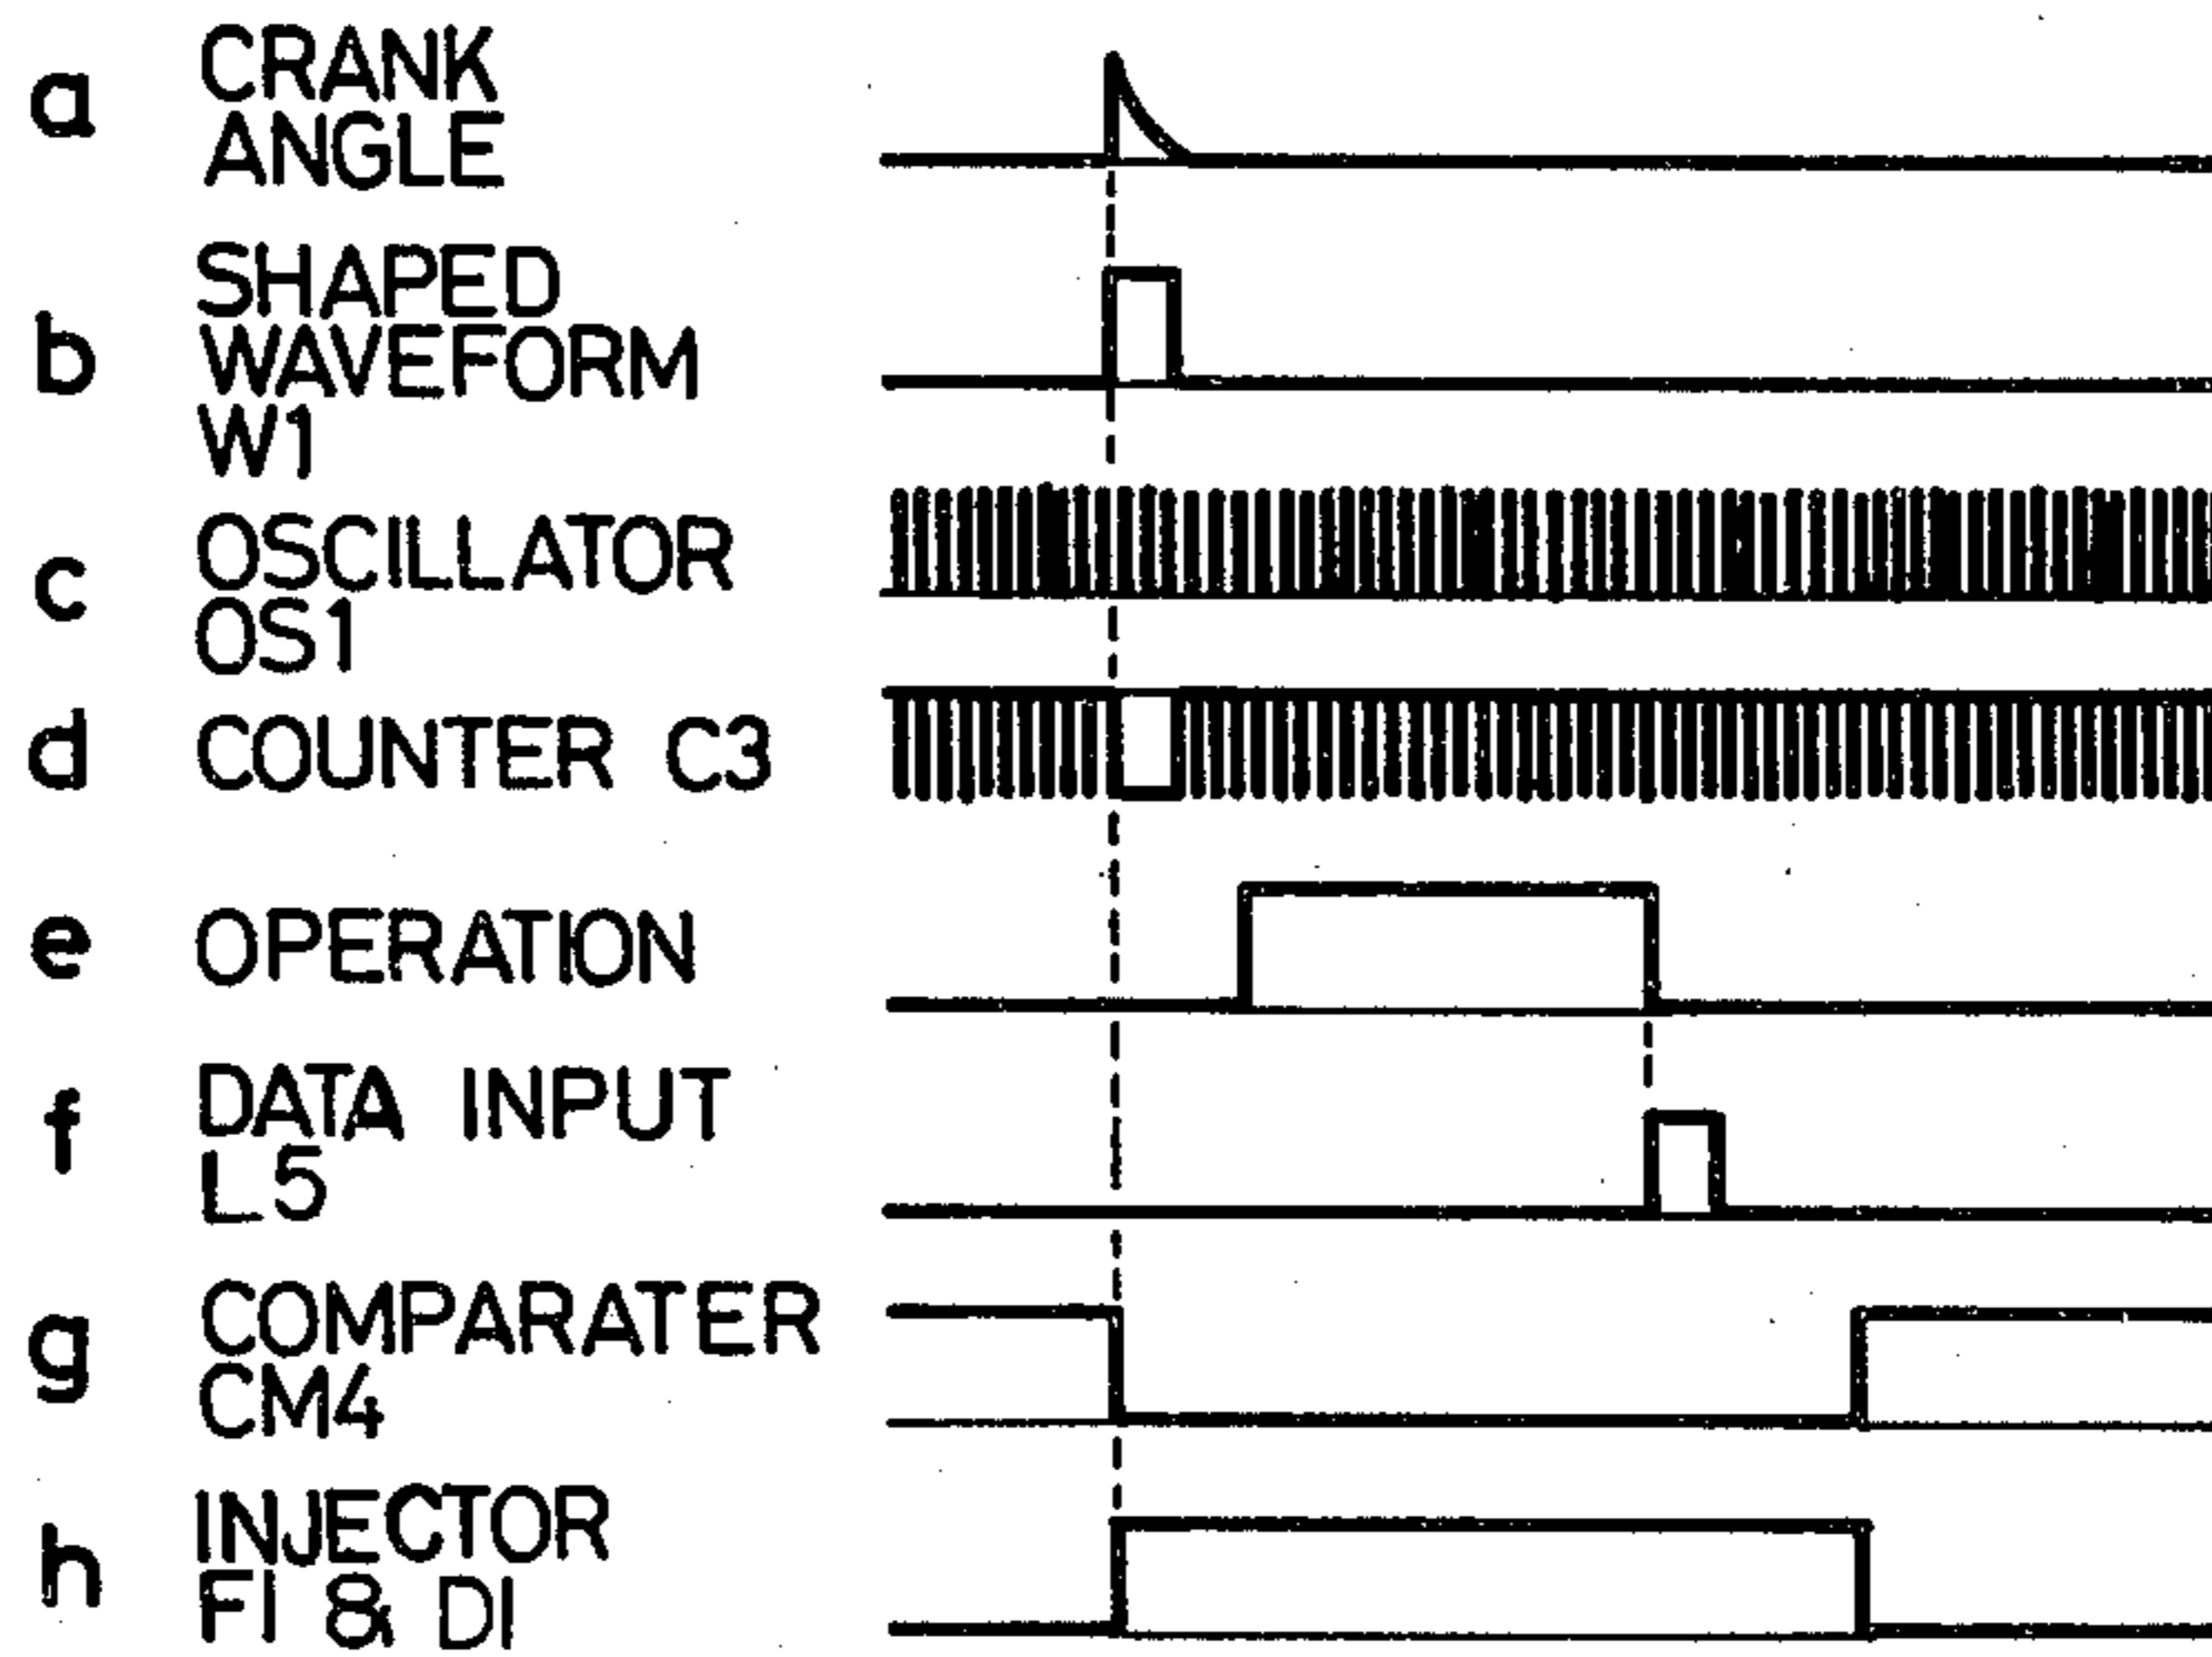 a CRANK
ANGLE
b SHAPED
WAVEFORM
W1
c OSCILLATOR
OS1
d COUNTER C3
e OPERATION
f DATA INPUT
L5
g COMPARATER
CM4
h INJECTOR
FI & DI